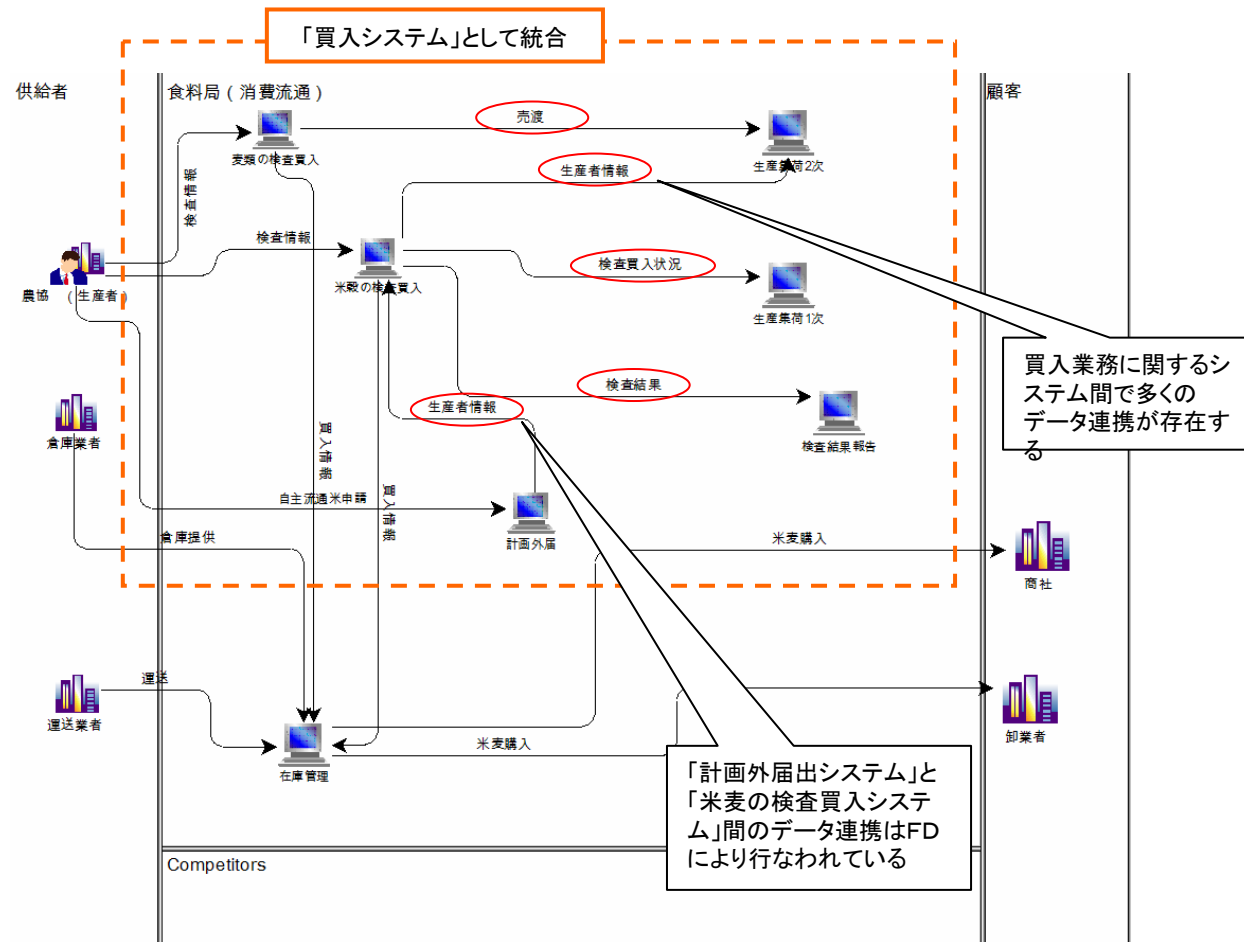 「買入システム」として統合
供給者
食料局（消費流通）
顧客
売渡
麦類の検査買入
生産集荷2次
検査情報
生産者情報
検査情報
検査買入状況
農協　（生産者）
米穀の検査買入
生産集荷1次
買入業務に関するシ
ステム間で多くの
データ連携が存在す
る
検査結果
生産者情報
倉庫業者
検査結果報告
買入情報
買入情報
自主流通米申請
計画外届
倉庫提供
米麦購入
商社
運送
運送業者
卸業者
米麦購入
在庫管理
「計画外届出システム」と
「米麦の検査買入システ
ム」間のデータ連携はＦＤ
により行なわれている
Competitors